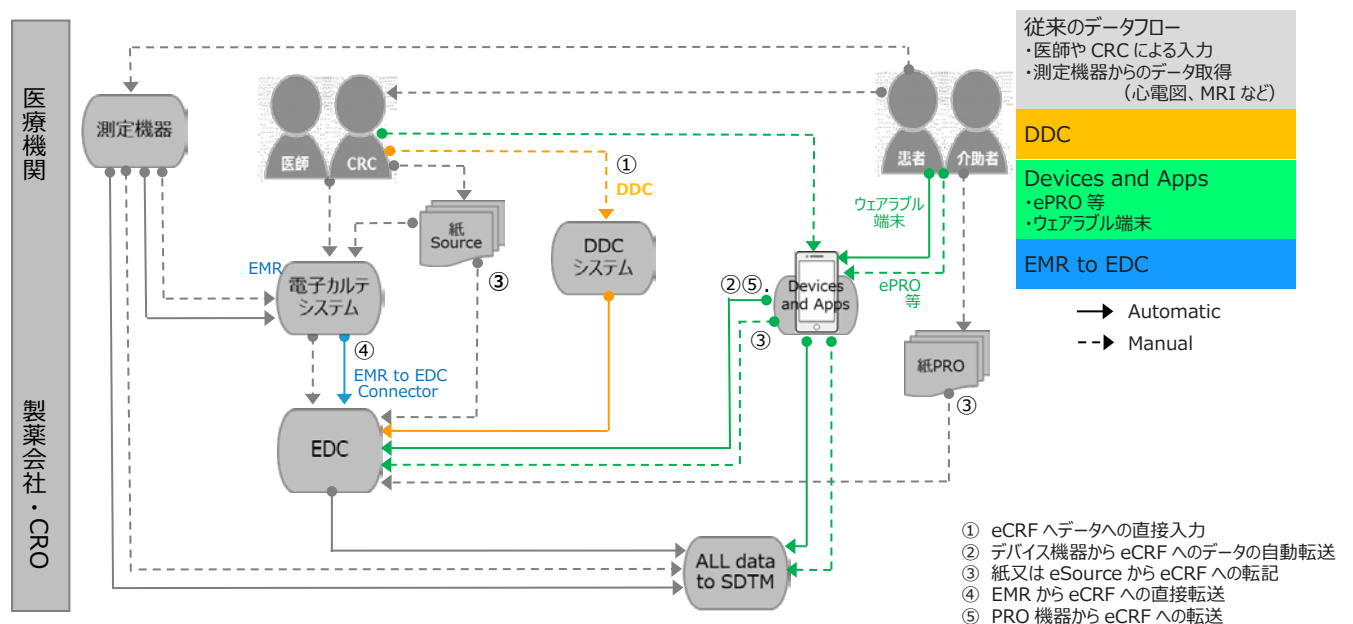 医療機関
製薬会社・CRO
測定機器
医師
CRC
①
DDC
紙
Source
③
DDC
システム
EMR
電子カルテ
システム
④
EMR to EDC
Connector
EDC
患者
介助者
ウェアラブル
端末
ePRO
等
②⑤.
Devices
and Apps
③
紙PRO
③
ALL data
to SDTM
従来のデータフロー
・医師や CRC による入力
・測定機器からのデータ取得
（心電図、MRI など）
DDC
Devices and Apps
・ePRO 等
・ウェアラブル端末
EMR to EDC
Automatic
Manual
① eCRF へデータへの直接入力
② デバイス機器から eCRF へのデータの自動転送
③ 紙又は eSource から eCRF への転記
④ EMR から eCRF への直接転送
⑤ PRO 機器から eCRF への転送